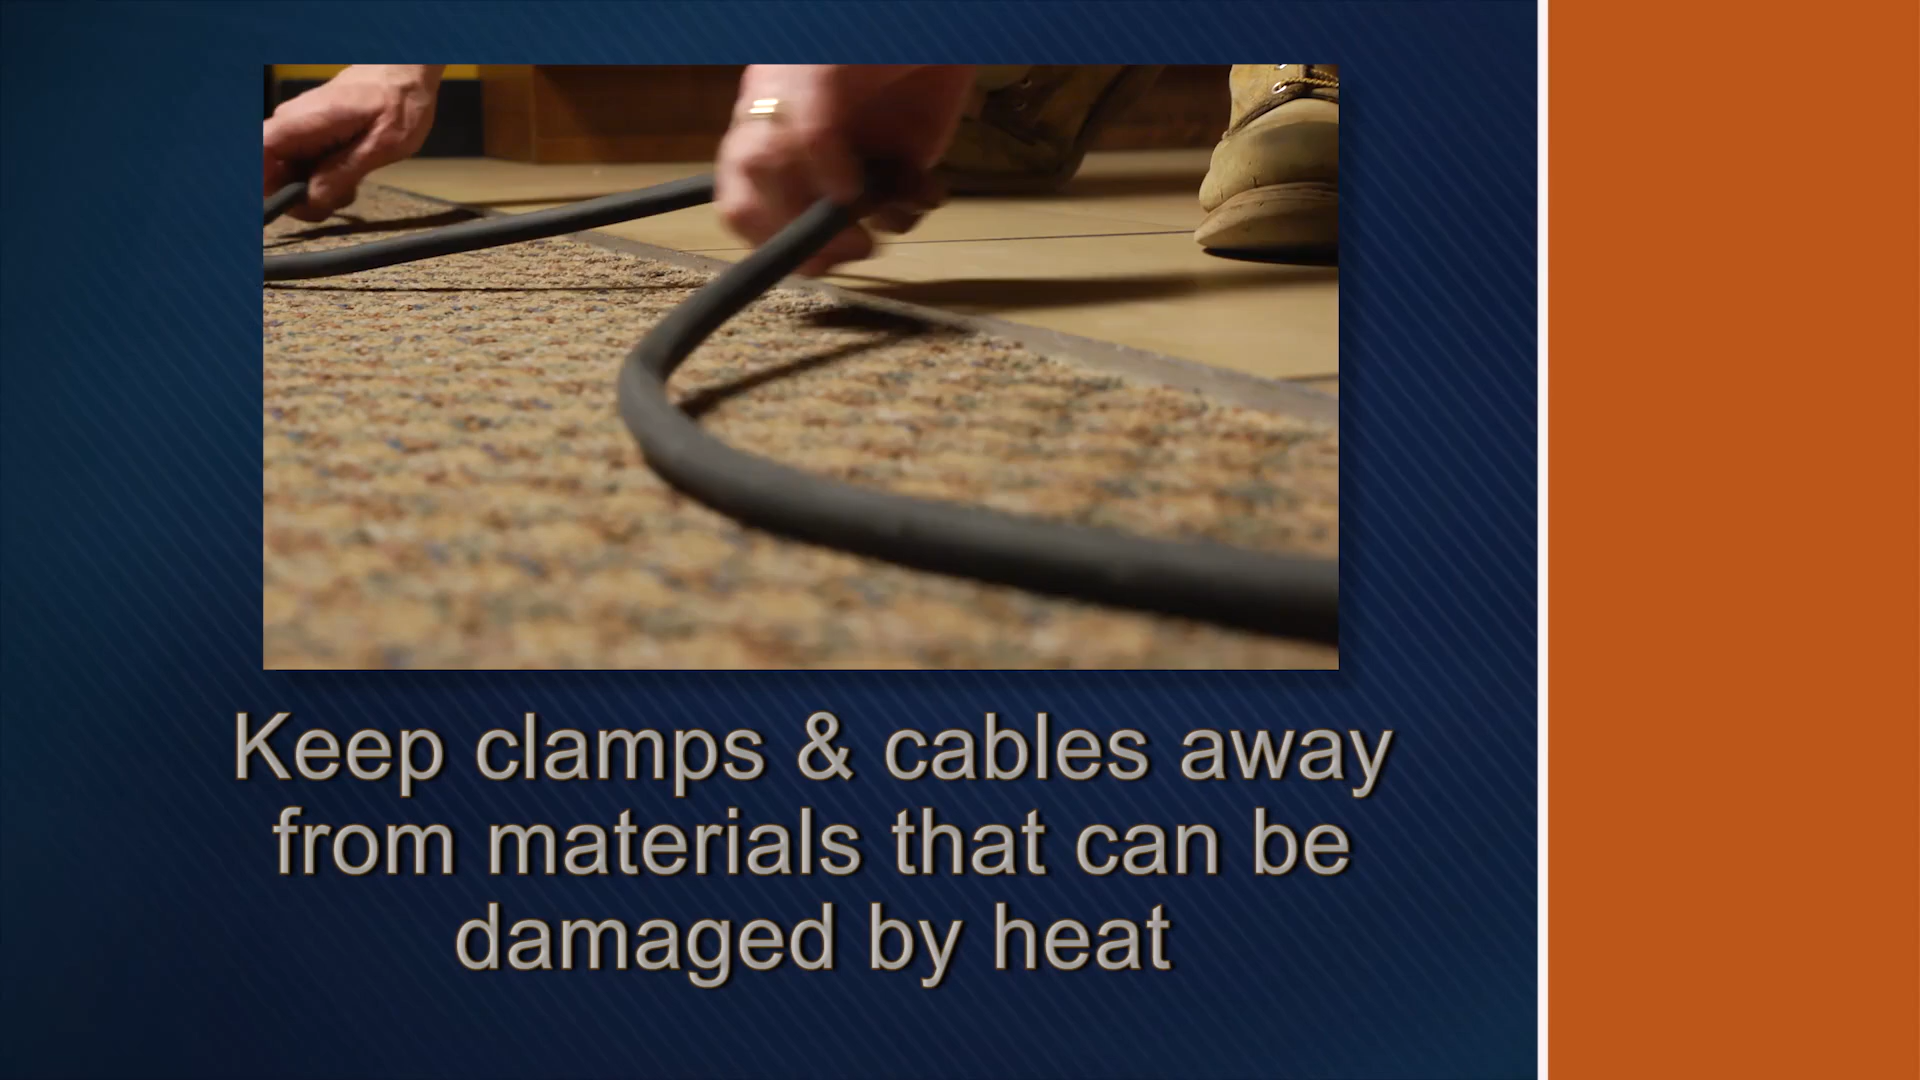 Keep clamps & cables away
from materials that can be
damaged by heat